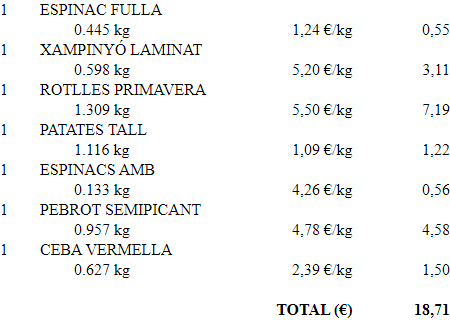 1 ESPINAC FULLA
0.445 kg 1,24 €/kg 0,55
1 XAMPINYÓ LAMINAT
0.598 kg 5,20 €/kg 3,11
1 ROTLLES PRIMAVERA
1.309 kg 5,50 €/kg 7,19
1 PATATES TALL
1.116 kg 1,09 €/kg 1,22
1 ESPINACS AMB
0.133 kg 4,26 €/kg 0,56
1 PEBROT SEMIPICANT
0.957 kg 4,78 €/kg 4,58
1 CEBA VERMELLA
0.627 kg 2,39 €/kg 1,50
TOTAL (€) 18,71